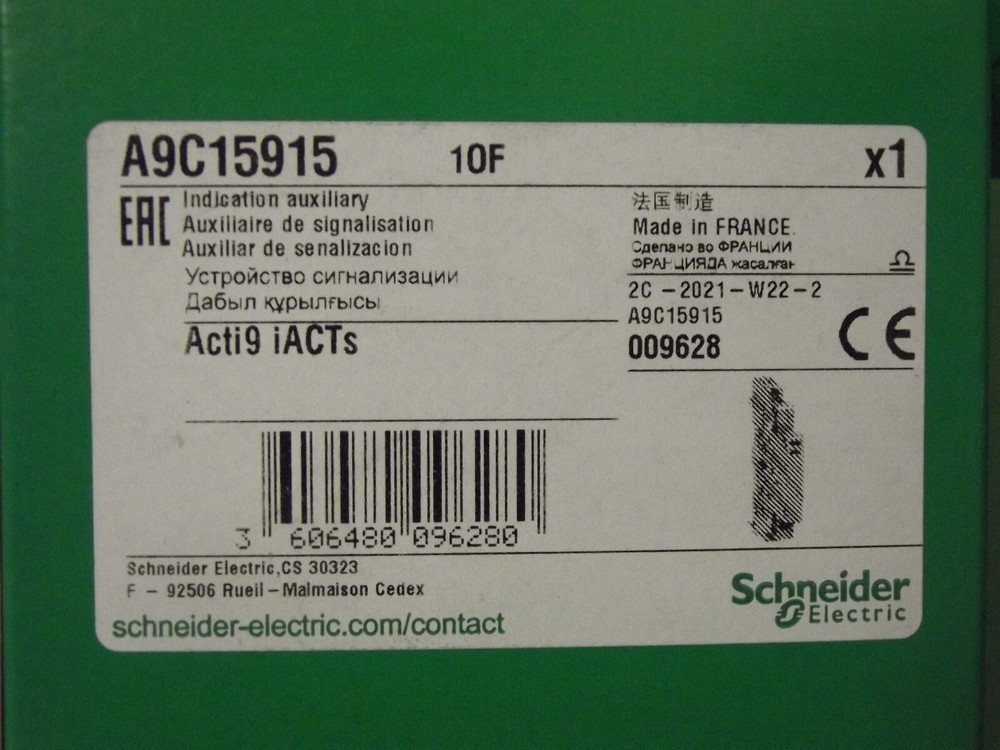 A9C15915 10F x1
EAC
Indication auxiliary
Auxiliaire de signalisation
Auxiliar de senalizacion
Устройство сигнализации
Дабыл құрылғысы
Acti9 iACTs
法国制造
Made in FRANCE.
Сделано во ФРАНЦИИ
ФРАНЦИЯДА жасалған
2C - 2021 - W22 - 2
A9C15915
009628
CE
3 606480 096280
Schneider Electric,CS 30323
F - 92506 Rueil - Malmaison Cedex
schneider-electric.com/contact
Schneider
Electric